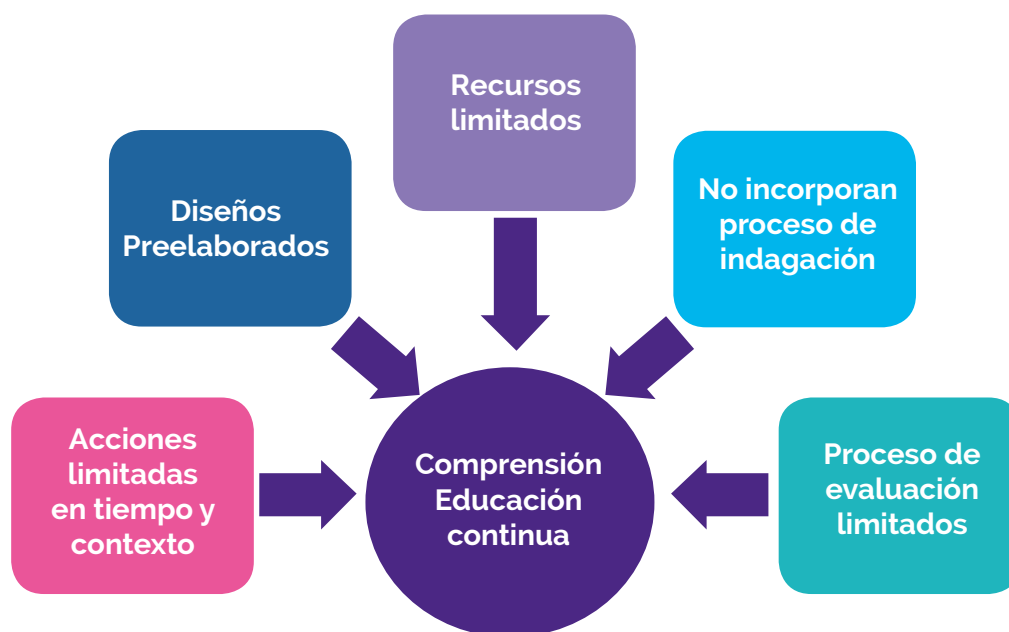 Recursos
limitados
Diseños
Preelaborados
No incorporan
proceso de
indagación
Acciones
limitadas
en tiempo y
contexto
Comprensión
Educación
continua
Proceso de
evaluación
limitados